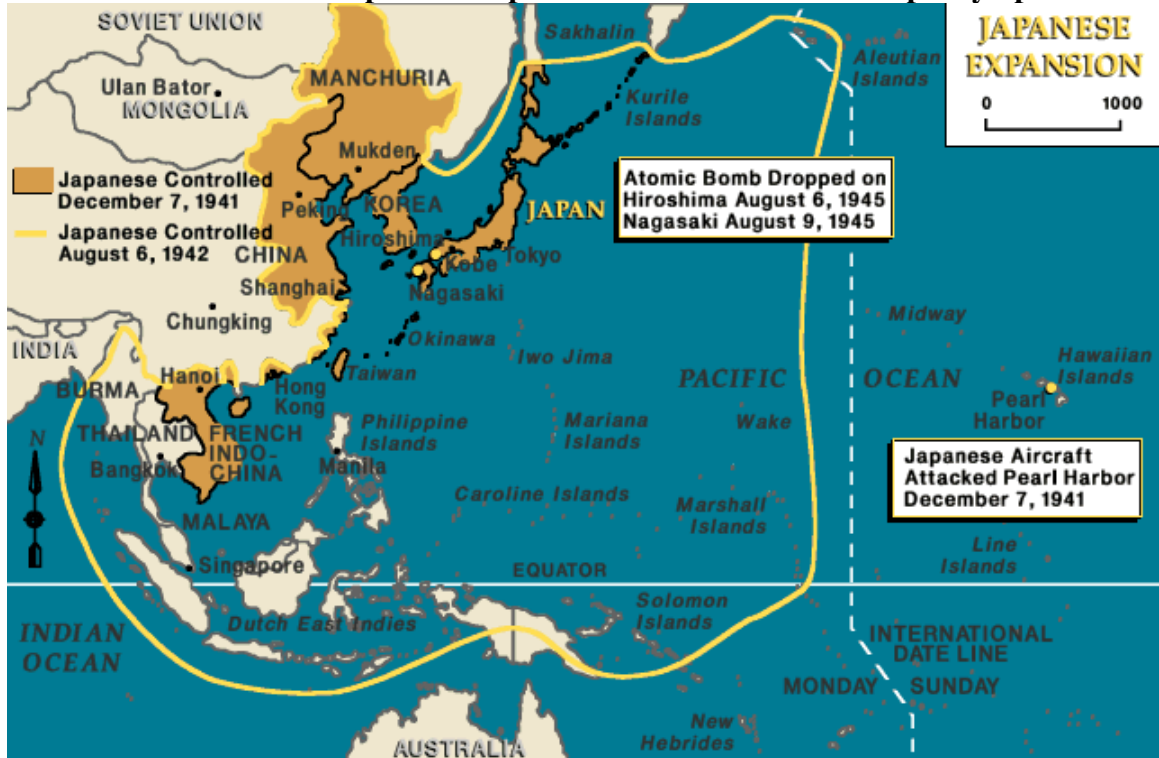 SOVIET UNION
Sakhalin
JAPANESE
EXPANSION
0 1000
Aleutian
Islands
MANCHURIA
Ulan Bator
MONGOLIA
Kurile
Islands
Mukden
Japanese Controlled
December 7, 1941
Atomic Bomb Dropped on
Hiroshima August 6, 1945
Nagasaki August 9, 1945
Peking
KOREA
JAPAN
Japanese Controlled
August 6, 1942
Hiroshima
CHINA
Kobe
Tokyo
Shanghai
Nagasaki
Chungking
Midway
Okinawa
INDIA
Iwo Jima
Hawaiian
Islands
Hanoi
Taiwan
PACIFIC OCEAN
BURMA
Hong
Kong
Pearl
Harbor
Philippine
Islands
Mariana
Islands
Wake
N
THAILAND
FRENCH
INDO-
CHINA
Bangkok
Manila
Japanese Aircraft
Attacked Pearl Harbor
December 7, 1941
Caroline Islands
Marshall
Islands
MALAYA
Line
Islands
Singapore
EQUATOR
Solomon
Islands
Dutch East Indies
INDIAN
OCEAN
INTERNATIONAL
DATE LINE
MONDAY SUNDAY
New
Hebrides
AUSTRALIA